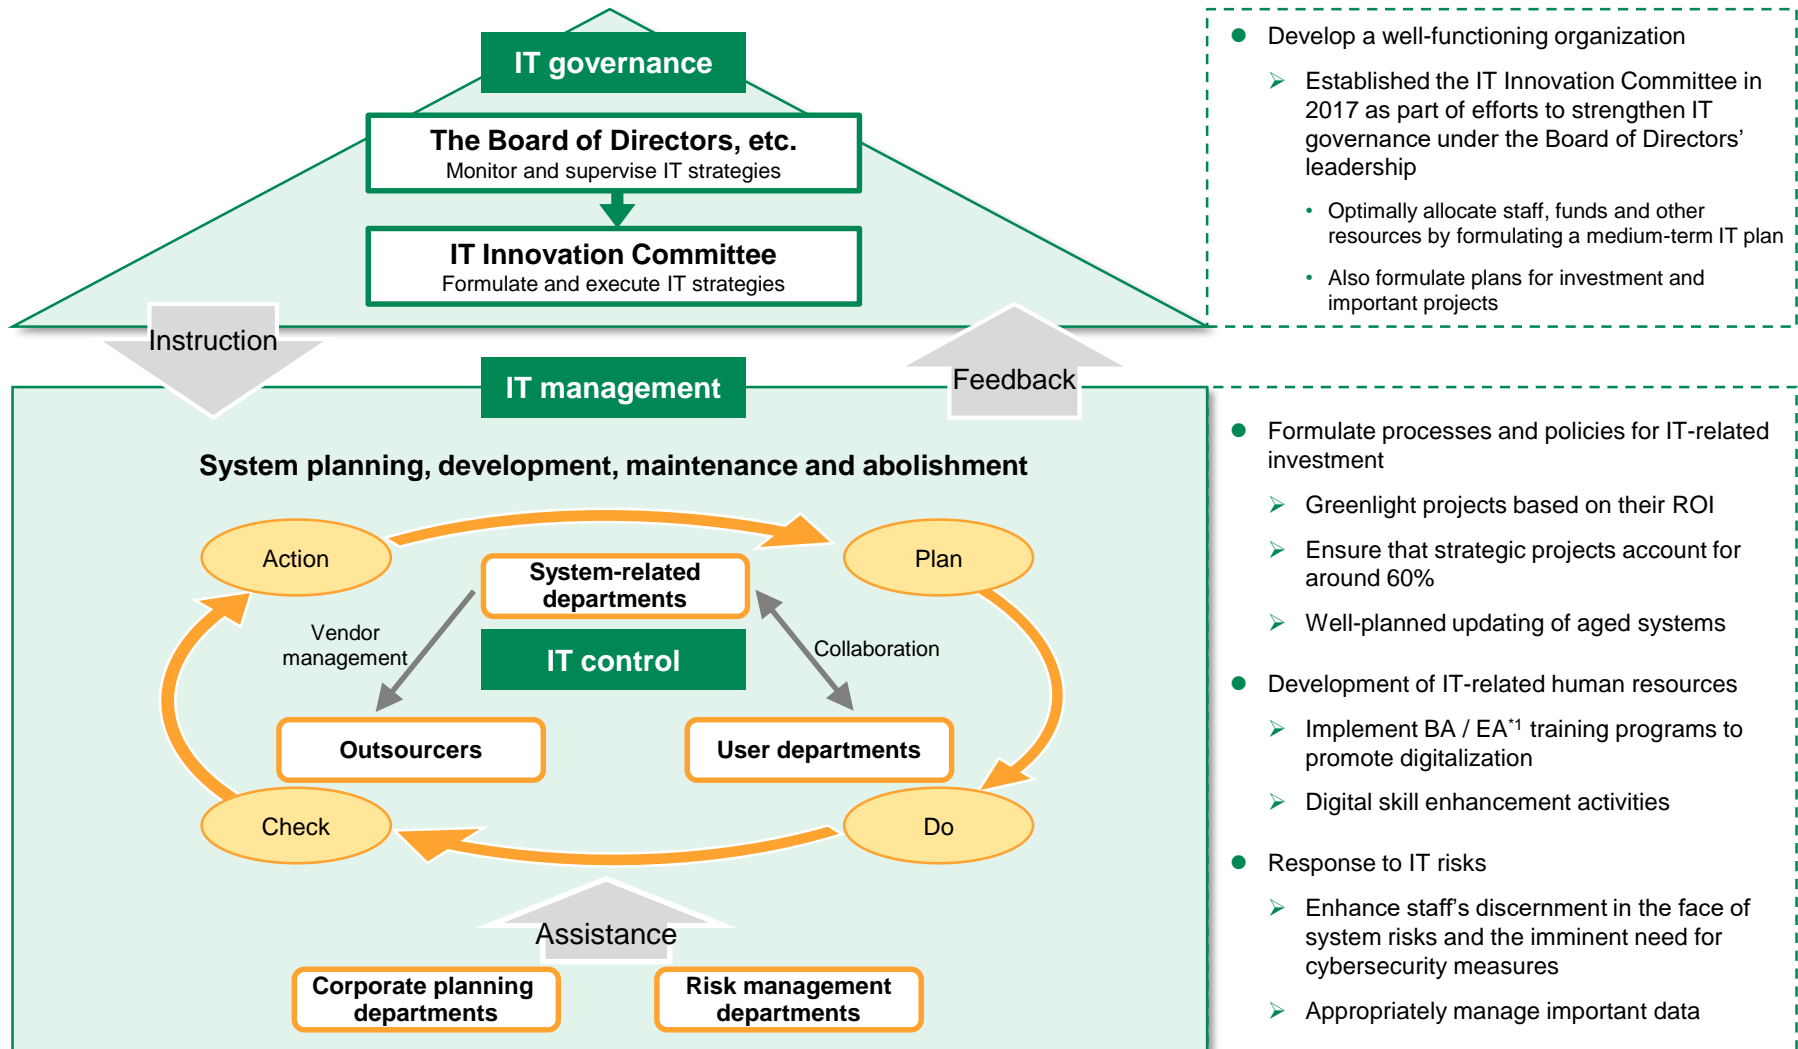 IT governance
The Board of Directors, etc.
Monitor and supervise IT strategies
IT Innovation Committee
Formulate and execute IT strategies
Instruction
Feedback
● Develop a well-functioning organization
➢ Established the IT Innovation Committee in
2017 as part of efforts to strengthen IT
governance under the Board of Directors’
leadership
• Optimally allocate staff, funds and other
resources by formulating a medium-term IT plan
• Also formulate plans for investment and
important projects
IT management
System planning, development, maintenance and abolishment
Action
Plan
System-related
departments
Vendor
management
Collaboration
IT control
Outsourcers
User departments
Check
Do
Assistance
Corporate planning
departments
Risk management
departments
● Formulate processes and policies for IT-related
investment
➢ Greenlight projects based on their ROI
➢ Ensure that strategic projects account for
around 60%
➢ Well-planned updating of aged systems
● Development of IT-related human resources
➢ Implement BA / EA*1 training programs to
promote digitalization
➢ Digital skill enhancement activities
● Response to IT risks
➢ Enhance staff’s discernment in the face of
system risks and the imminent need for
cybersecurity measures
➢ Appropriately manage important data